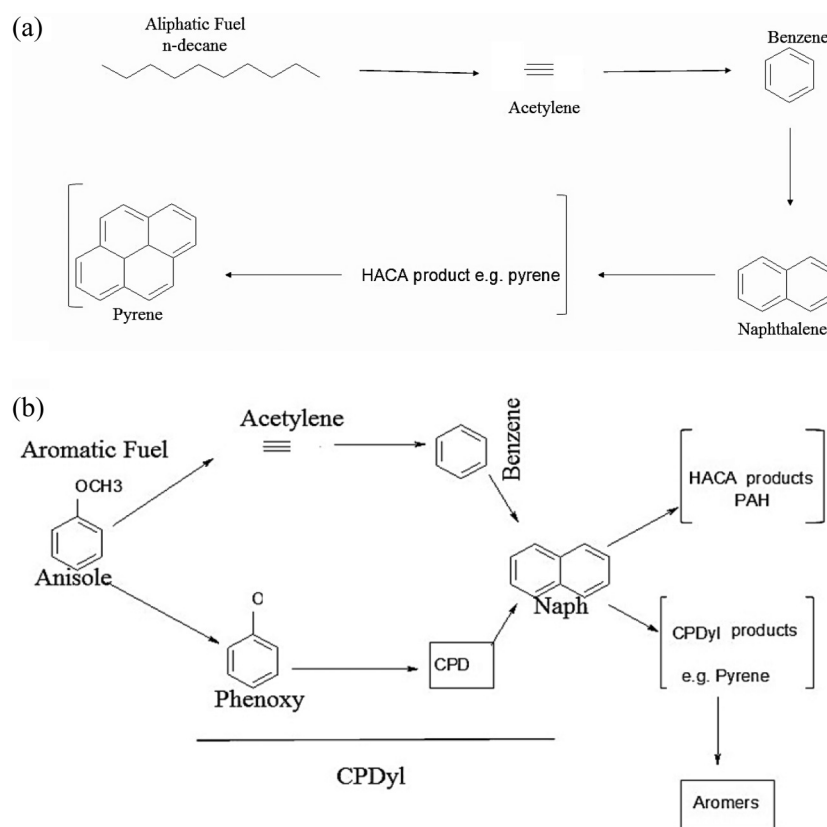 (a)
Aliphatic Fuel
n-decane
Acetylene
Benzene
Pyrene
HACA product e.g. pyrene
Naphthalene
(b)
Aromatic Fuel
OCH3
Anisole
Acetylene
Benzene
O
Phenoxy
CPD
Naph
HACA products
PAH
CPDyl products
e.g. Pyrene
CPDyl
Aromers